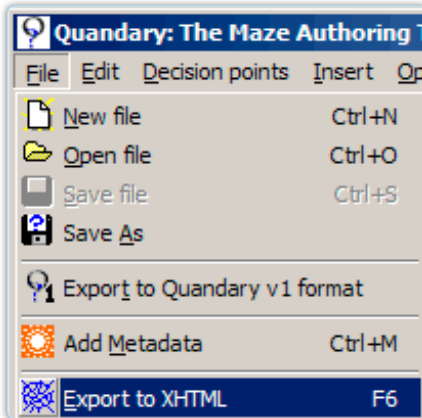 Quandary: The Maze Authoring
File Edit Decision points Insert
New file Ctrl+N
Open file Ctrl+O
Save file Ctrl+S
Save As
Export to Quandary v1 format
Add Metadata Ctrl+M
Export to XHTML F6